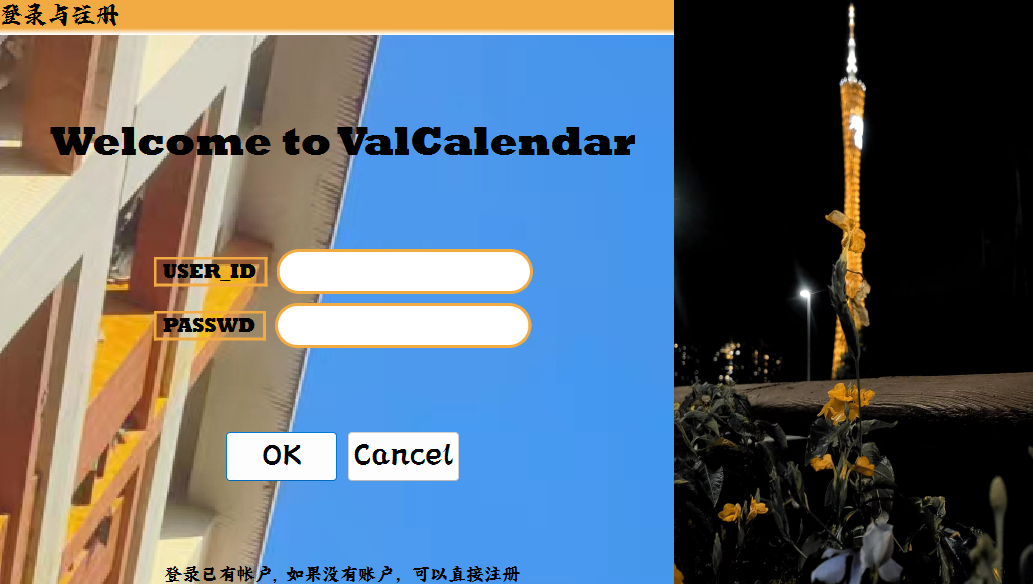 登录与注册
Welcome to ValCalendar
USER_ID
PASSWD
OK Cancel
登录已有帐户, 如果没有账户, 可以直接注册